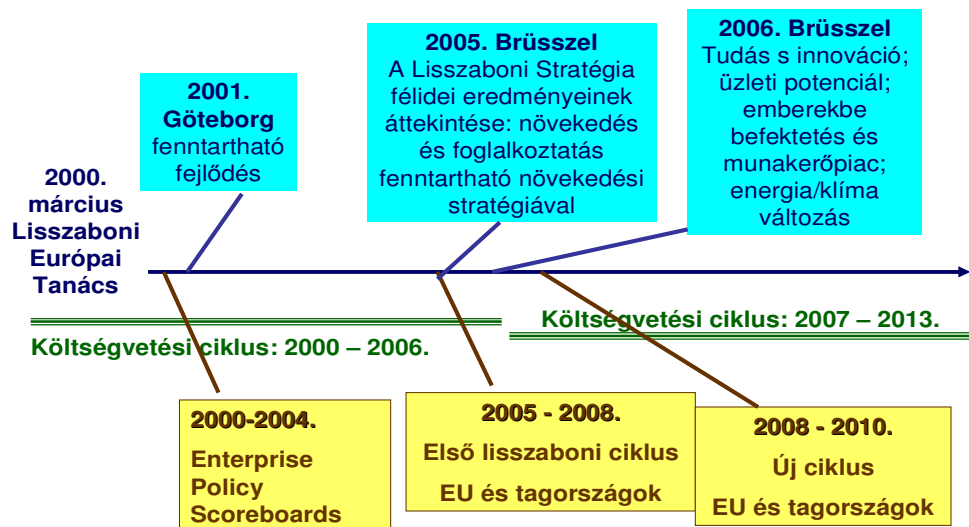 2000.
március
Lisszaboni
Európai
Tanács
2001.
Göteborg
fenntartható
fejlődés
2005. Brüsszel
A Lisszaboni Stratégia
félidei eredményeinek
áttekintése: növekedés
és foglalkoztatás
fenntartható növekedési
stratégiával
2006. Brüsszel
Tudás s innováció;
üzleti potenciál;
emberekbe
befektetés és
munakerőpiac;
energia/klíma
változás
Költségvetési ciklus: 2000 – 2006.
Költségvetési ciklus: 2007 – 2013.
2000-2004.
Enterprise
Policy
Scoreboards
2005 - 2008.
Első lisszaboni ciklus
EU és tagországok
2008 - 2010.
Új ciklus
EU és tagországok